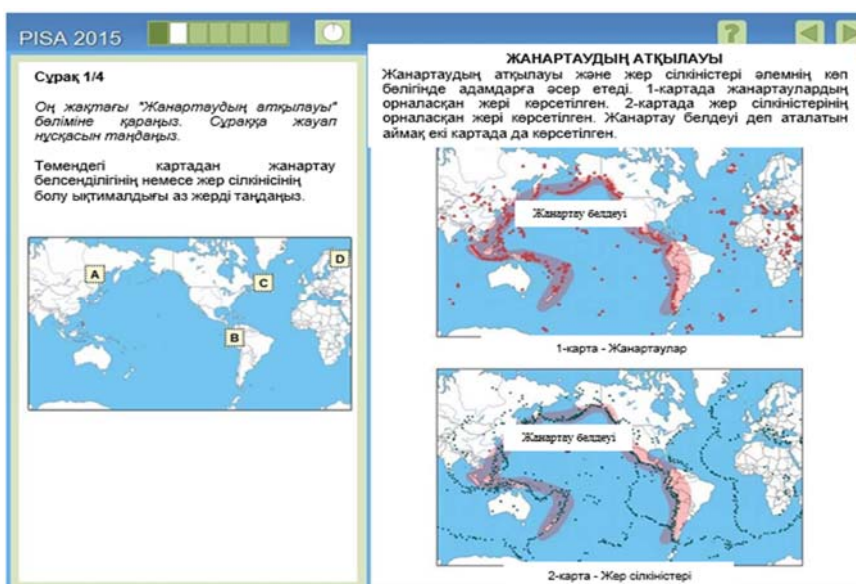 PISA 2015
?
Сұрақ 1/4
Оң жақтағы "Жанартаудың атқылауы"
бөліміне қараңыз. Сұраққа жауап
нұсқасын таңдаңыз.
Төмендегі картадан жанартау
белсенділігінің немесе жер сілкінісінің
болу ықтималдығы аз жерді таңдаңыз.
A
B
C
D
ЖАНАРТАУДЫҢ АТҚЫЛАУЫ
Жанартаудың атқылауы және жер сілкіністері әлемнің көп
бөлігінде адамдарға әсер етеді. 1-картада жанартаулардың
орналасқан жері көрсетілген. 2-картада жер сілкіністерінің
орналасқан жері көрсетілген. Жанартау белдеуі деп аталатын
аймақ екі картада да көрсетілген.
Жанартау белдеуі
1-карта - Жанартаулар
Жанартау белдеуі
2-карта - Жер сілкіністері